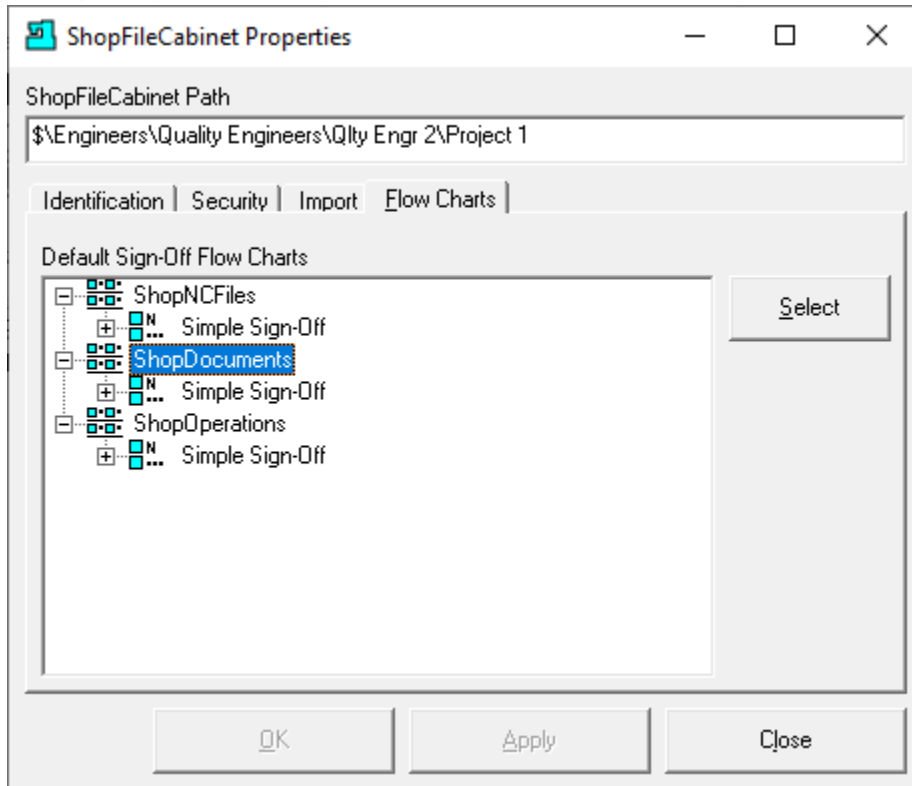 ShopFileCabinet Properties
ShopFileCabinet Path
$\Engineers\Quality Engineers\Qlty Engr 2\Project 1
Identification Security Import Flow Charts
Default Sign-Off Flow Charts
ShopNCFiles
Select
N
... Simple Sign-Off
ShopDocuments
N
... Simple Sign-Off
ShopOperations
N
... Simple Sign-Off
OK Apply Close